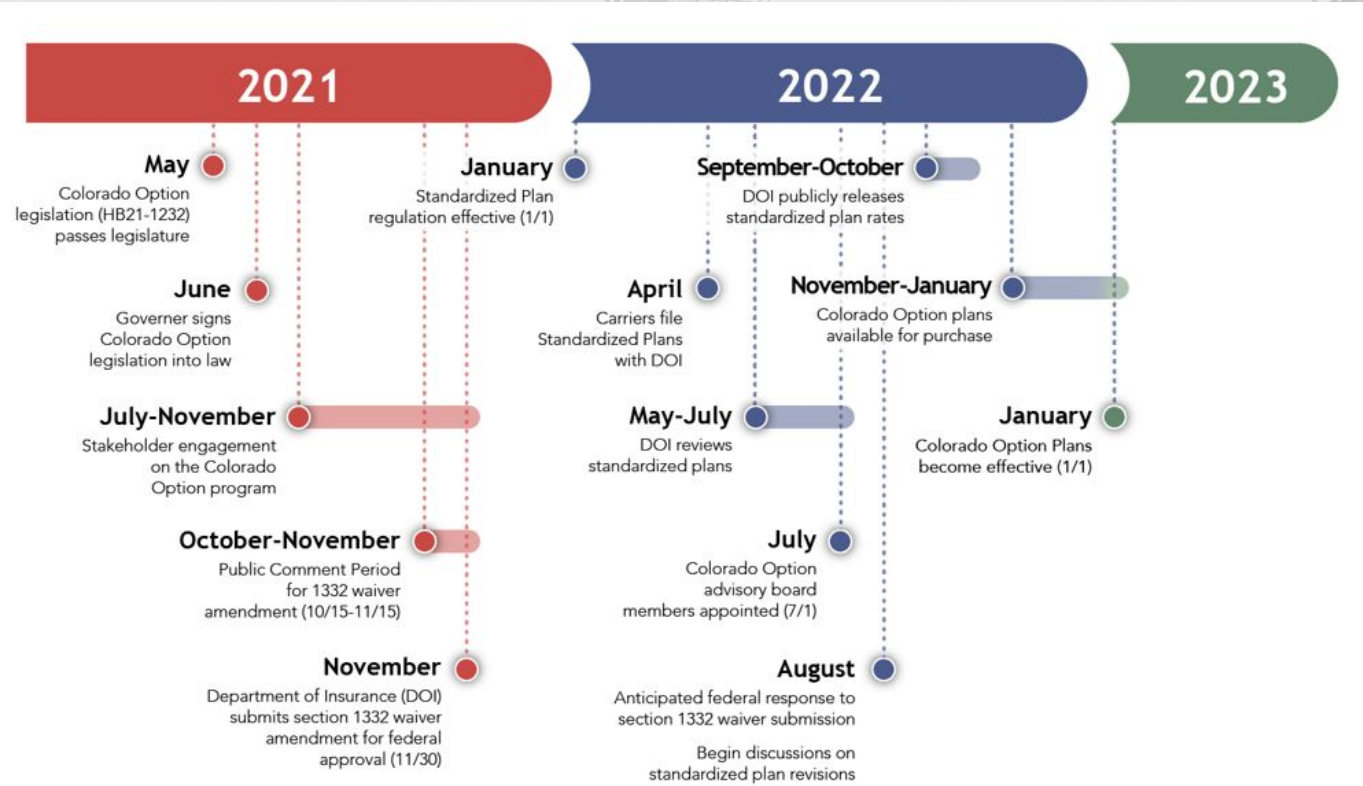 2021
May
Colorado Option
legislation (HB21-1232)
passes legislature
June
Governer signs
Colorado Option
legislation into law
July-November
Stakeholder engagement
on the Colorado
Option program
October-November
Public Comment Period
for 1332 waiver
amendment (10/15-11/15)
November
Department of Insurance (DOI)
submits section 1332 waiver
amendment for federal
approval (11/30)
2022
January
Standardized Plan
regulation effective (1/1)
April
Carriers file
Standardized Plans
with DOI
May-July
DOI reviews
standardized plans
July
Colorado Option
advisory board
members appointed (7/1)
August
Anticipated federal response to
section 1332 waiver submission
Begin discussions on
standardized plan revisions
September-October
DOI publicly releases
standardized plan rates
November-January
Colorado Option plans
available for purchase
2023
January
Colorado Option Plans
become effective (1/1)